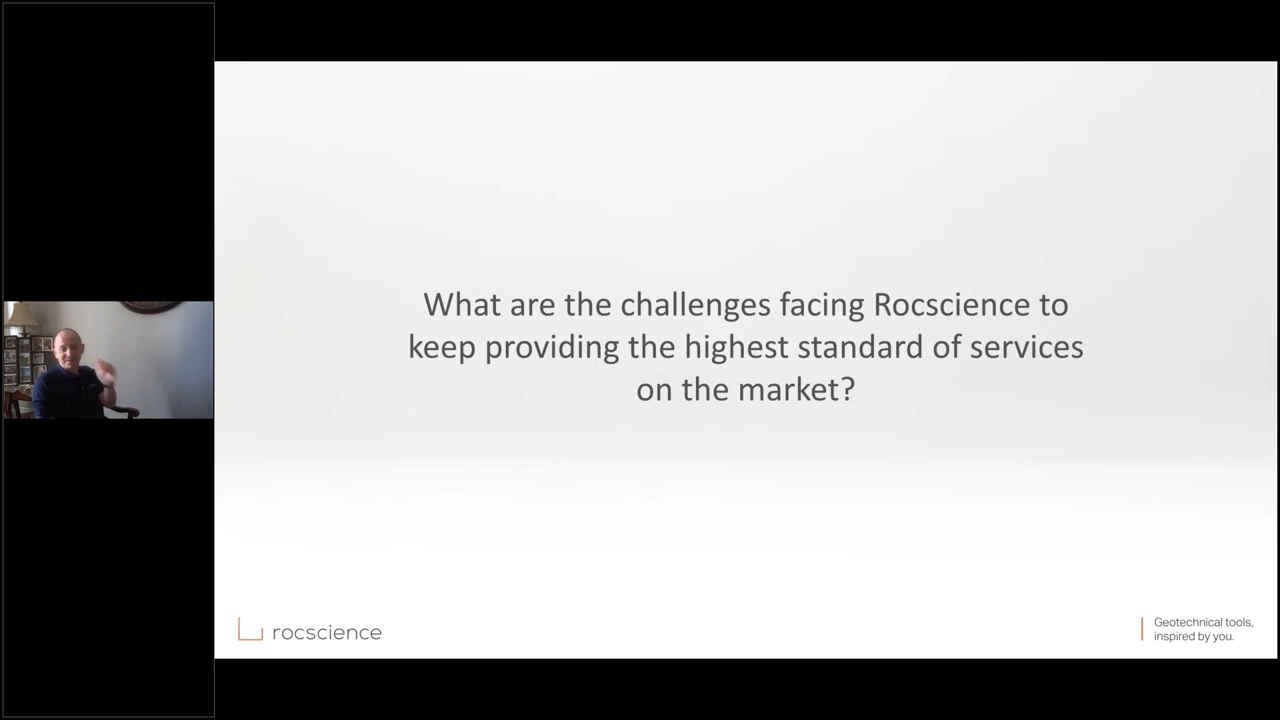 What are the challenges facing Rocscience to
keep providing the highest standard of services
on the market?
rocscience
Geotechnical tools,
inspired by you.